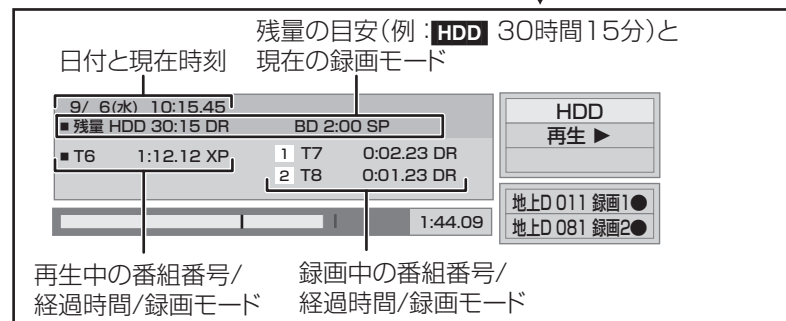 残量の目安（例：HDD 30時間15分）と
現在の録画モード
日付と現在時刻
9/ 6(水) 10:15.45
■ 残量 HDD 30:15 DR BD 2:00 SP
■ T6 1:12.12 XP
1 T7 0:02.23 DR
2 T8 0:01.23 DR
1:44.09
HDD
再生 ▶
地上D 011 録画1●
地上D 081 録画2●
再生中の番組番号/
経過時間/録画モード
録画中の番組番号/
経過時間/録画モード